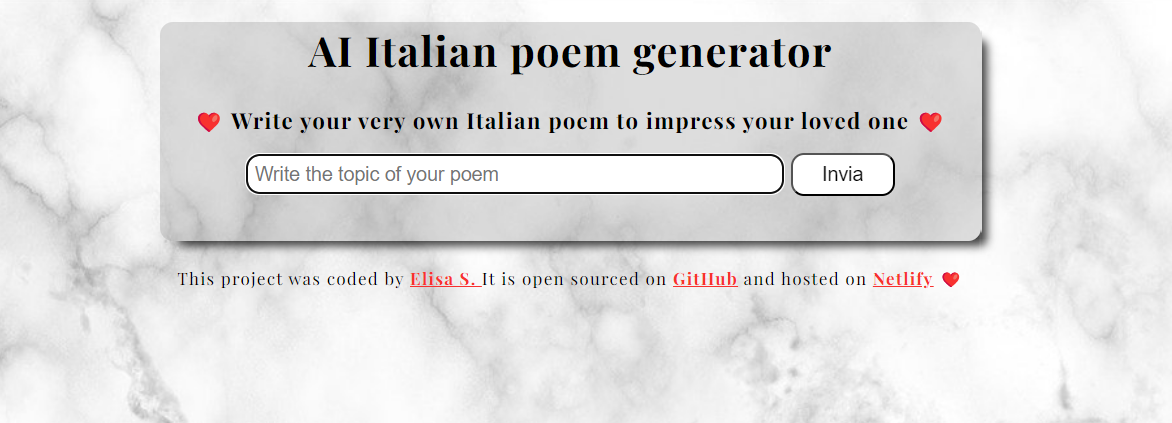 AI Italian poem generator
❤️ Write your very own Italian poem to impress your loved one ❤️
Write the topic of your poem
Invia
This project was coded by Elisa S. It is open sourced on GitHub and hosted on Netlify ❤️